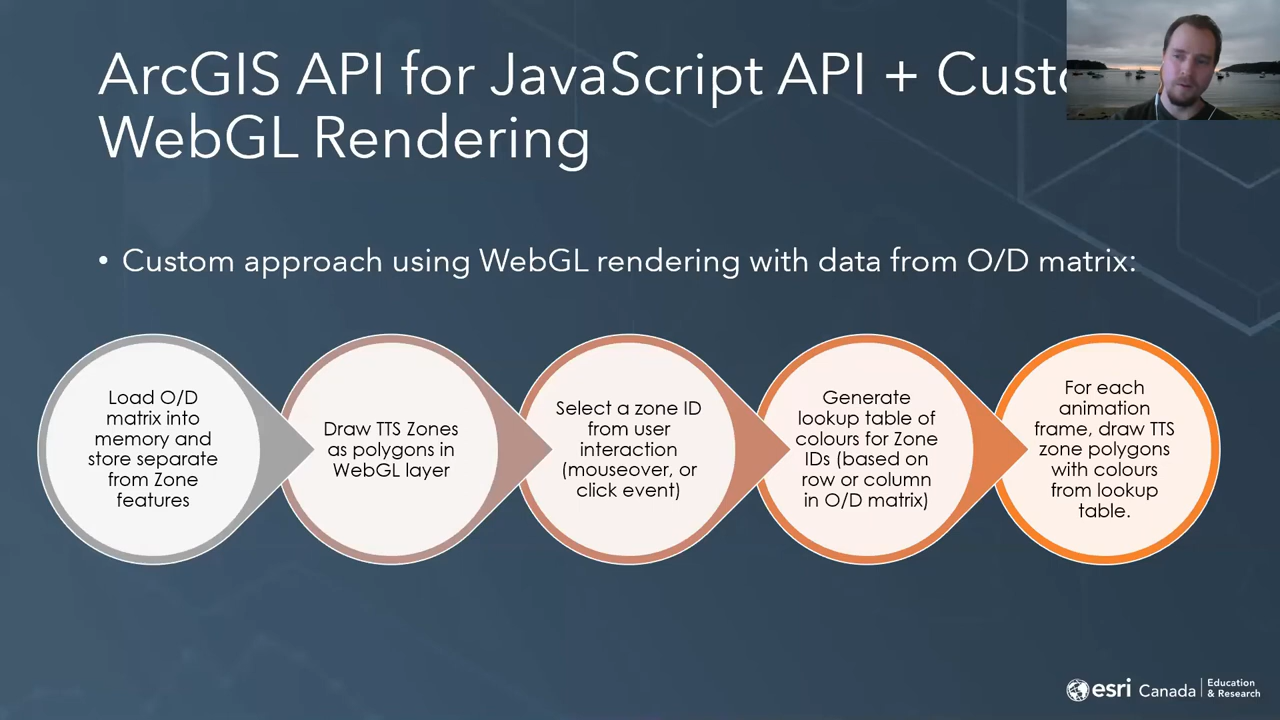 ArcGIS API for JavaScript API + Custo
WebGL Rendering
• Custom approach using WebGL rendering with data from O/D matrix:
Load O/D
matrix into
memory and
store separate
from Zone
features
Draw TTS Zones
as polygons in
WebGL layer
Select a zone ID
from user
interaction
(mouseover, or
click event)
Generate
lookup table of
colours for Zone
IDs (based on
row or column
in O/D matrix)
For each
animation
frame, draw TTS
zone polygons
with colours
from lookup
table.
esri Canada
Education
& Research